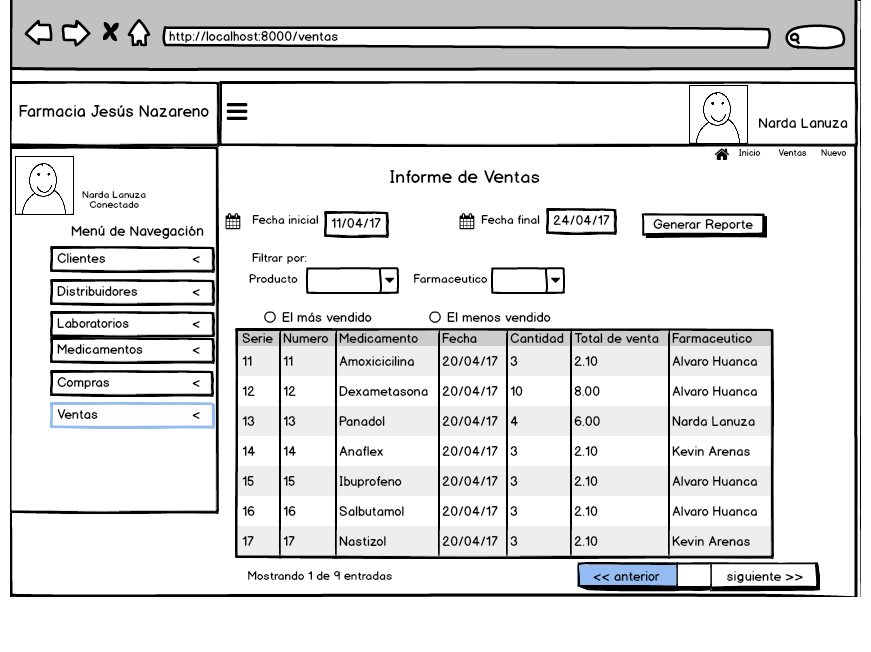 http://localhost:8000/ventas
Farmacia Jesús Nazareno
Narda Lanuza
Inicio Ventas Nuevo
Narda Lanuza
Conectado
Menú de Navegación
Clientes <
Distribuidores <
Laboratorios <
Medicamentos <
Compras <
Ventas <
Informe de Ventas
Fecha inicial 11/04/17 Fecha final 24/04/17 Generar Reporte
Filtrar por:
Producto Farmaceutico
El más vendido El menos vendido
Serie Numero Medicamento Fecha Cantidad Total de venta Farmaceutico
11 11 Amoxicicilina 20/04/17 3 2.10 Alvaro Huanca
12 12 Dexametasona 20/04/17 10 8.00 Alvaro Huanca
13 13 Panadol 20/04/17 4 6.00 Narda Lanuza
14 14 Anaflex 20/04/17 3 2.10 Kevin Arenas
15 15 Ibuprofeno 20/04/17 3 2.10 Alvaro Huanca
16 16 Salbutamol 20/04/17 3 2.10 Alvaro Huanca
17 17 Nastizol 20/04/17 3 2.10 Kevin Arenas
Mostrando 1 de 9 entradas
<< anterior siguiente >>